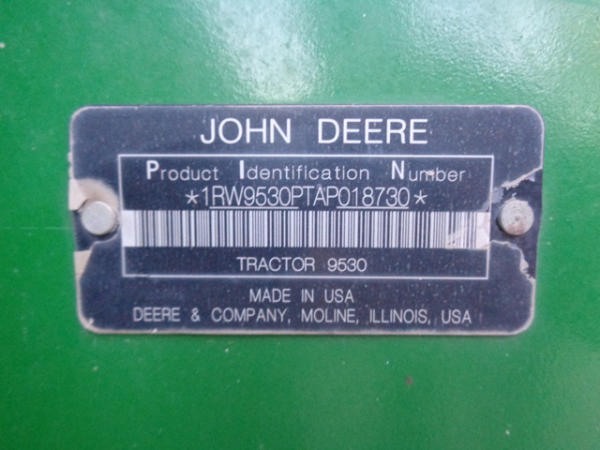 JOHN DEERE
Product Identification Number
*1RW9530PTAP018730*
TRACTOR 9530
MADE IN USA
DEERE & COMPANY, MOLINE, ILLINOIS, USA